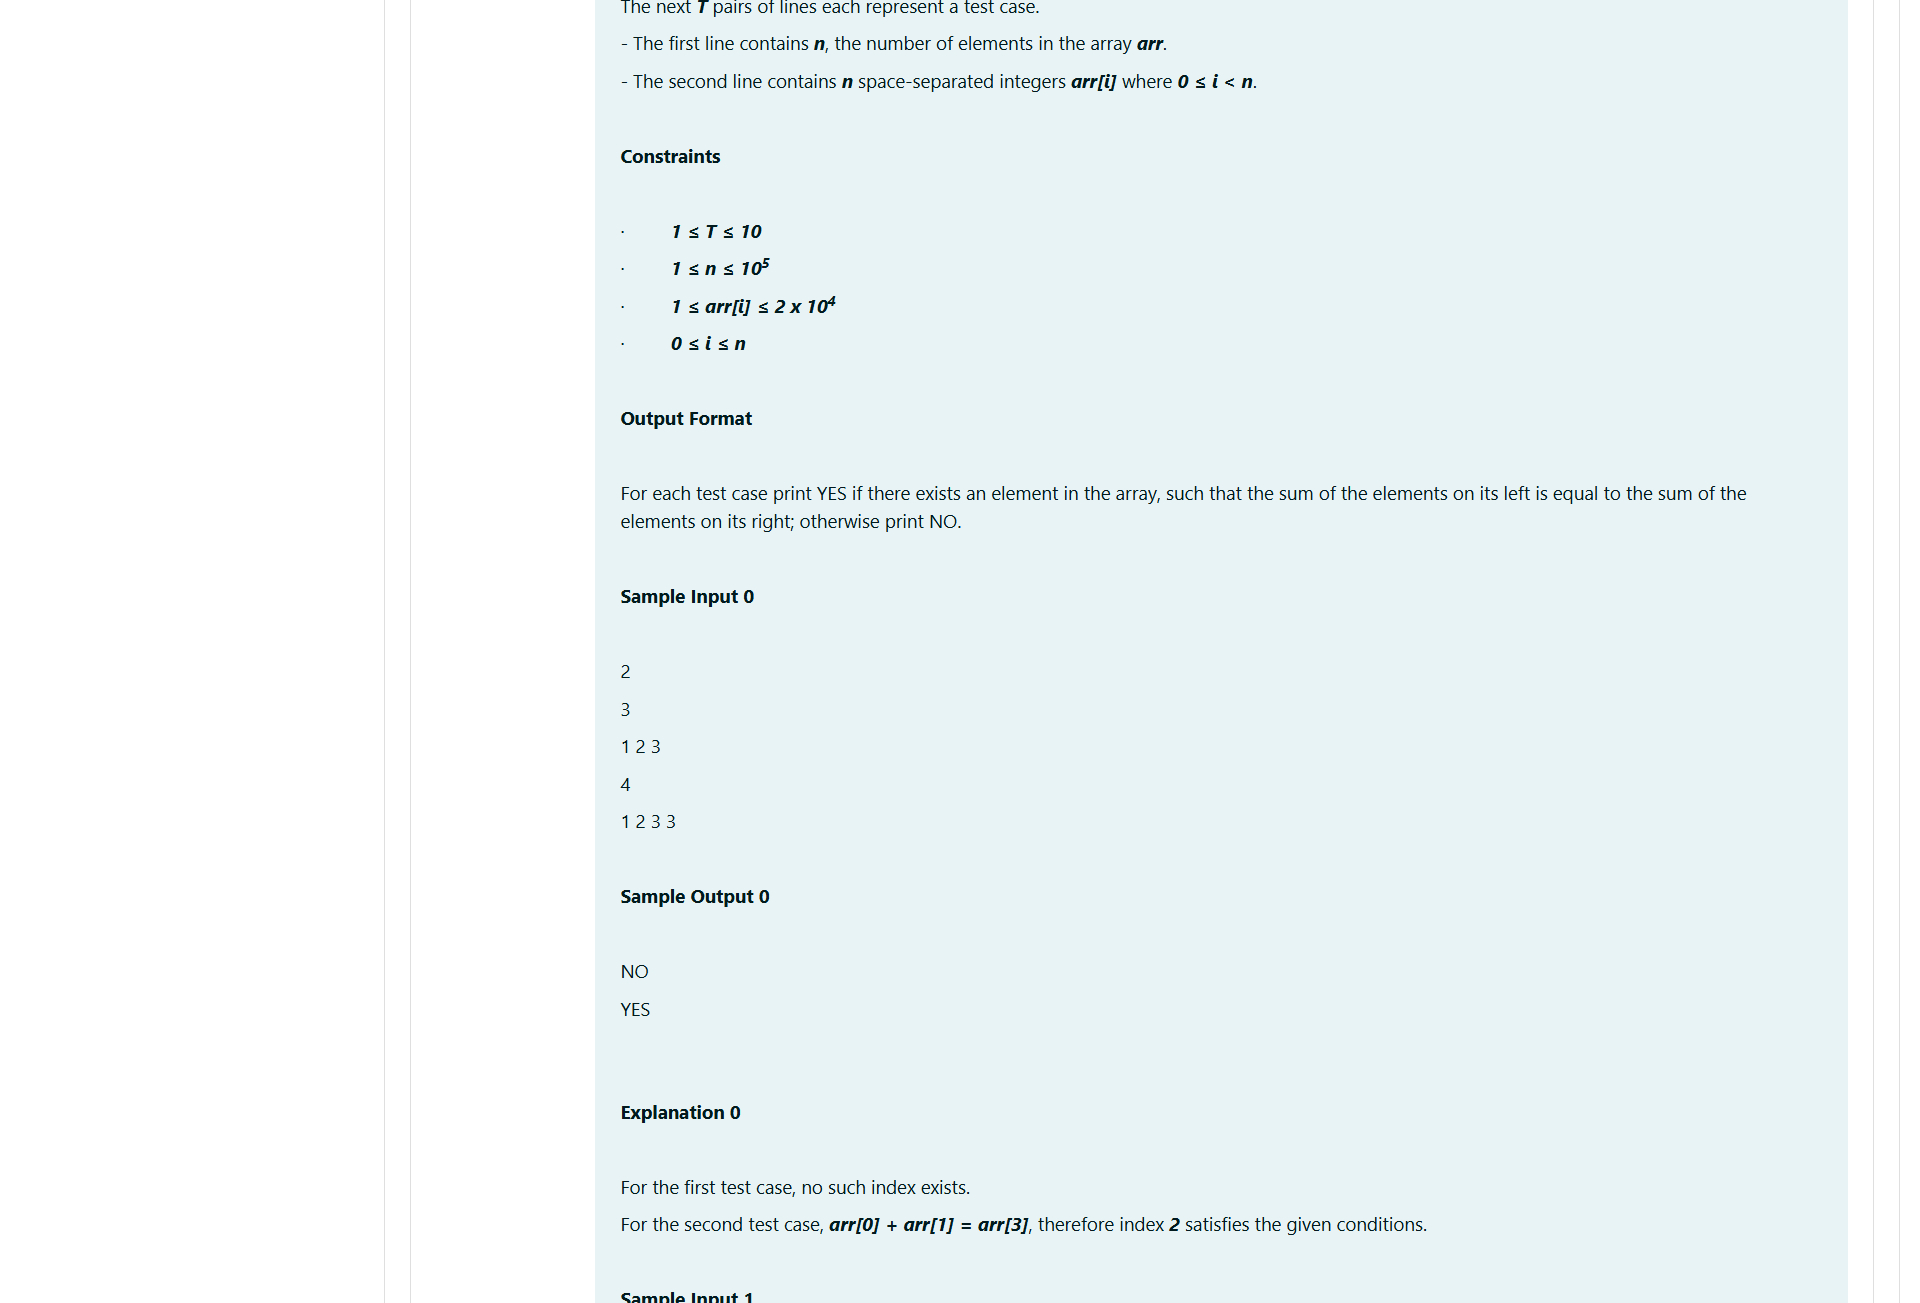 The next T pairs of lines each represent a test case.
- The first line contains n, the number of elements in the array arr.
- The second line contains n space-separated integers arr[i] where 0 ≤ i < n.
Constraints
· 1 ≤ T ≤ 10
· 1 ≤ n ≤ 10⁵
· 1 ≤ arr[i] ≤ 2 x 10⁴
· 0 ≤ i ≤ n
Output Format
For each test case print YES if there exists an element in the array, such that the sum of the elements on its left is equal to the sum of the
elements on its right; otherwise print NO.
Sample Input 0
2
3
1 2 3
4
1 2 3 3
Sample Output 0
NO
YES
Explanation 0
For the first test case, no such index exists.
For the second test case, arr[0] + arr[1] = arr[3], therefore index 2 satisfies the given conditions.
Sample Input 1